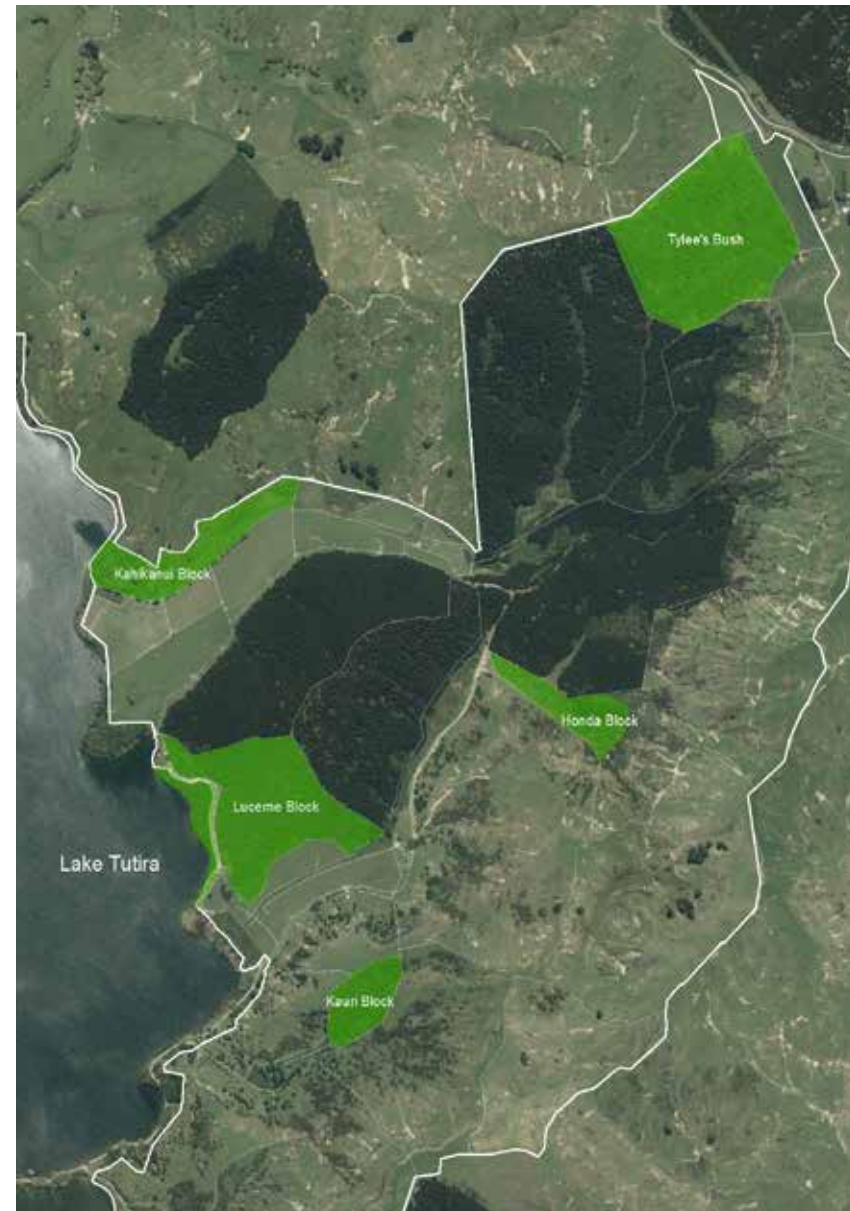 Tylee's Bush
Kahikanui Block
Honda Block
Lucerne Block
Lake Tutira
Kauri Block